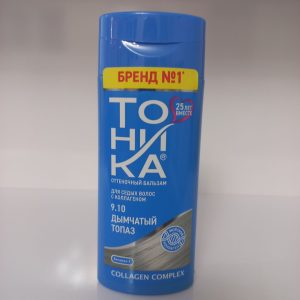 БРЕНД №1*
ТО
НИ
КА®
25 ЛЕТ
ВМЕСТЕ
ОТТЕНОЧНЫЙ БАЛЬЗАМ
ДЛЯ СЕДЫХ ВОЛОС
С КОЛЛАГЕНОМ
9.10
ДЫМЧАТЫЙ
ТОПАЗ
COLLAGEN COMPLEX